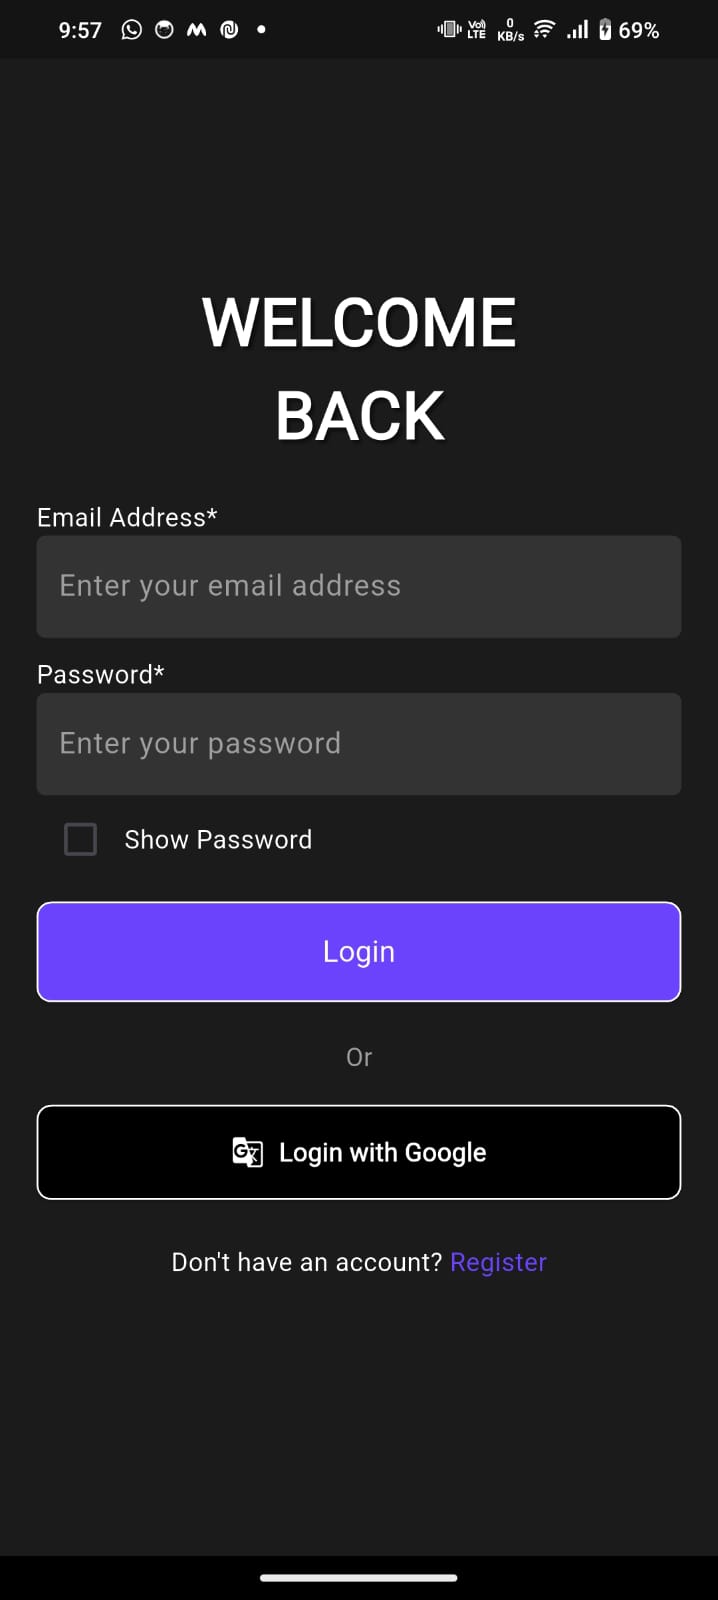 9:57 Vo) LTE 0 KB/s 69%
WELCOME
BACK
Email Address*
Enter your email address
Password*
Enter your password
Show Password
Login
Or
Login with Google
Don't have an account? Register